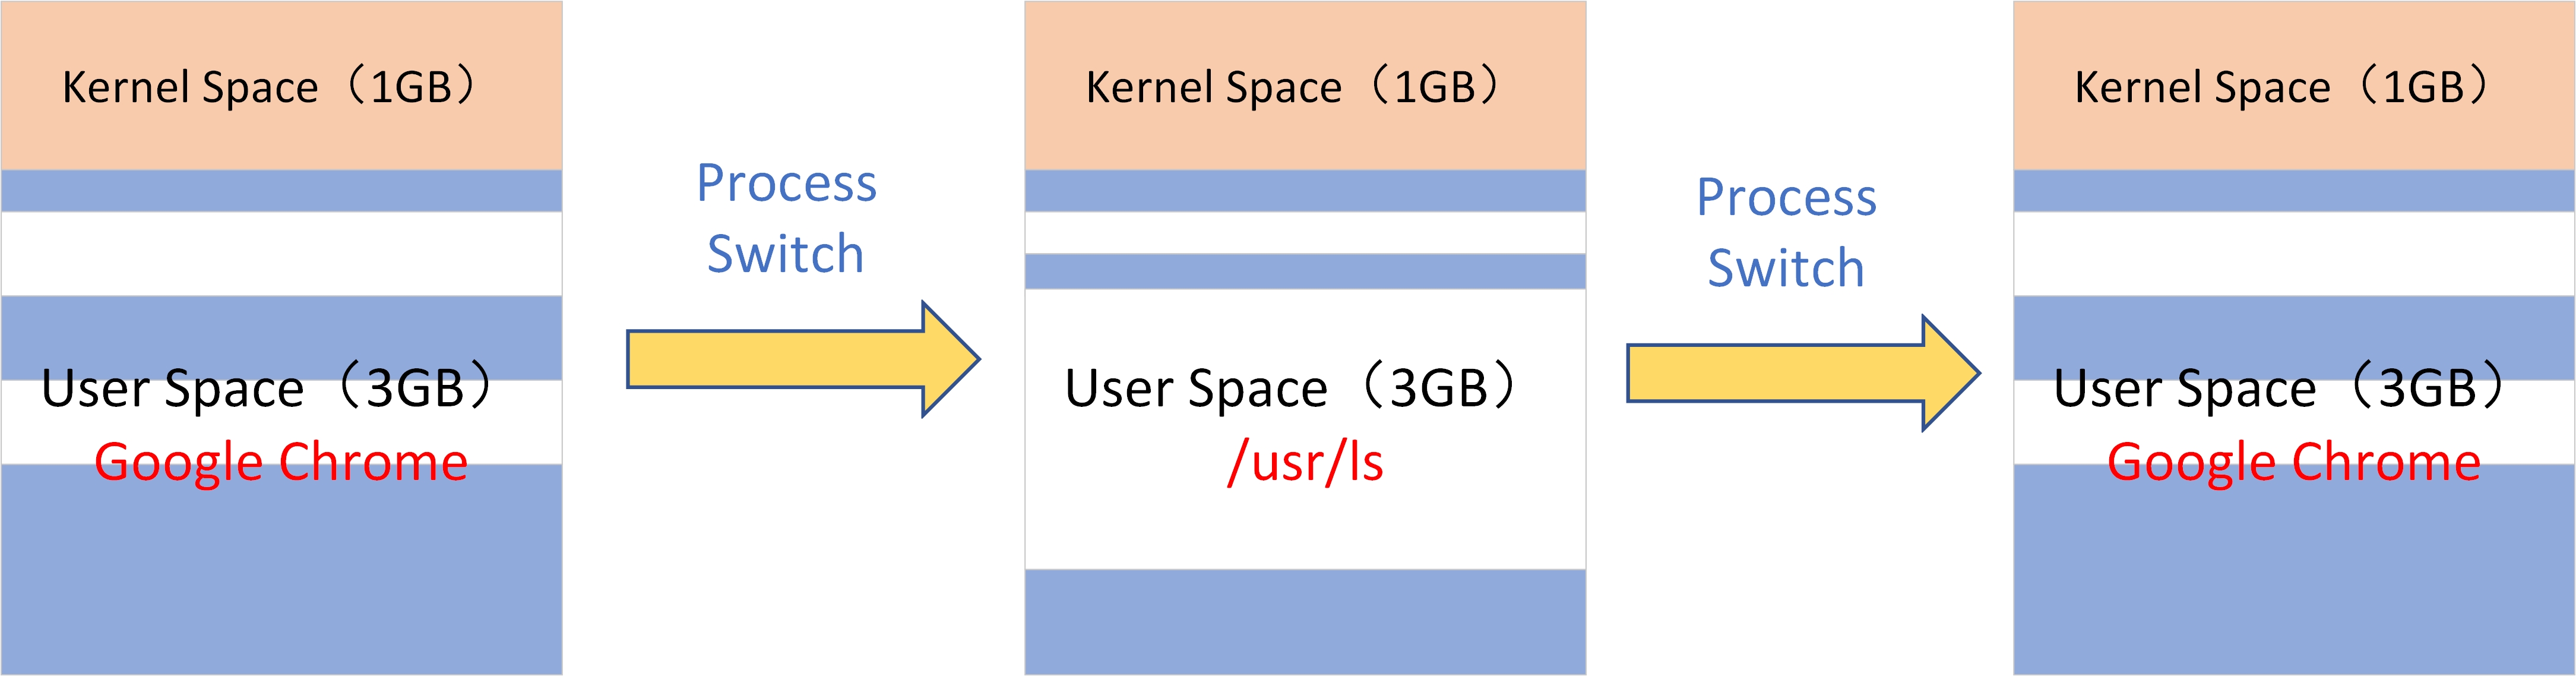 Kernel Space（1GB）
User Space（3GB）
Google Chrome
Process
Switch
Kernel Space（1GB）
User Space（3GB）
/usr/ls
Process
Switch
Kernel Space（1GB）
User Space（3GB）
Google Chrome